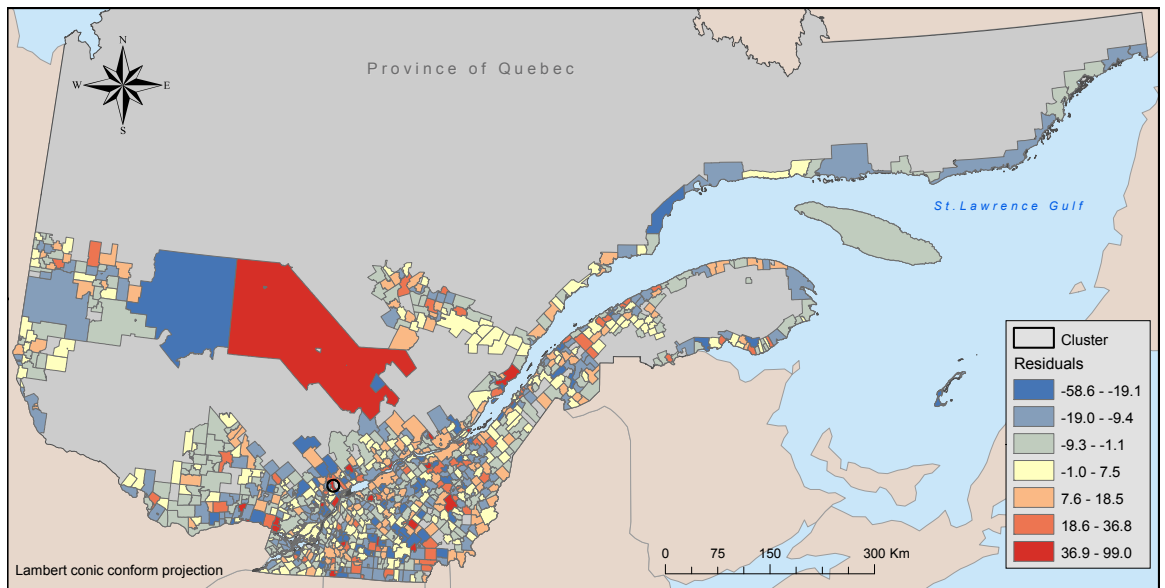 N
W E
S
Province of Quebec
St.Lawrence Gulf
Cluster
Residuals
-58.6 - -19.1
-19.0 - -9.4
-9.3 - -1.1
-1.0 - 7.5
7.6 - 18.5
18.6 - 36.8
36.9 - 99.0
0 75 150 300 Km
Lambert conic conform projection